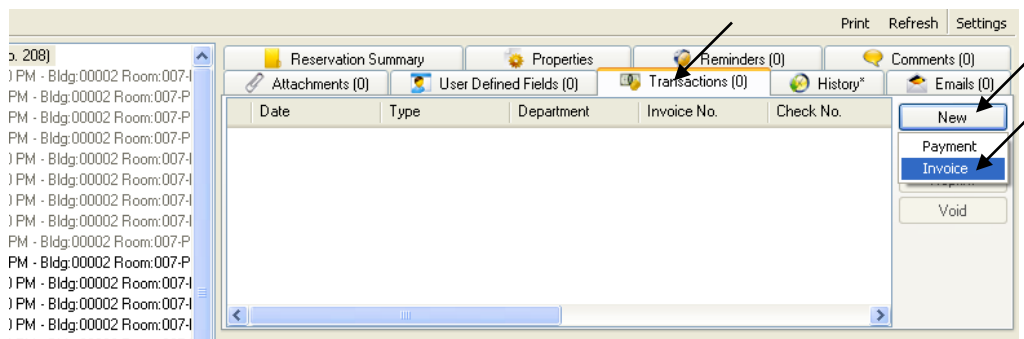 Print Refresh Settings
o. 208)
) PM - Bldg:00002 Room:007-I
PM - Bldg:00002 Room:007-P
PM - Bldg:00002 Room:007-P
PM - Bldg:00002 Room:007-P
) PM - Bldg:00002 Room:007-I
) PM - Bldg:00002 Room:007-I
) PM - Bldg:00002 Room:007-I
) PM - Bldg:00002 Room:007-I
PM - Bldg:00002 Room:007-P
PM - Bldg:00002 Room:007-P
) PM - Bldg:00002 Room:007-I
) PM - Bldg:00002 Room:007-I
) PM - Bldg:00002 Room:007-I
Reservation Summary Properties Reminders (0) Comments (0)
Attachments (0) User Defined Fields (0) Transactions (0) History* Emails (0)
Date Type Department Invoice No. Check No.
New
Payment
Invoice
Void